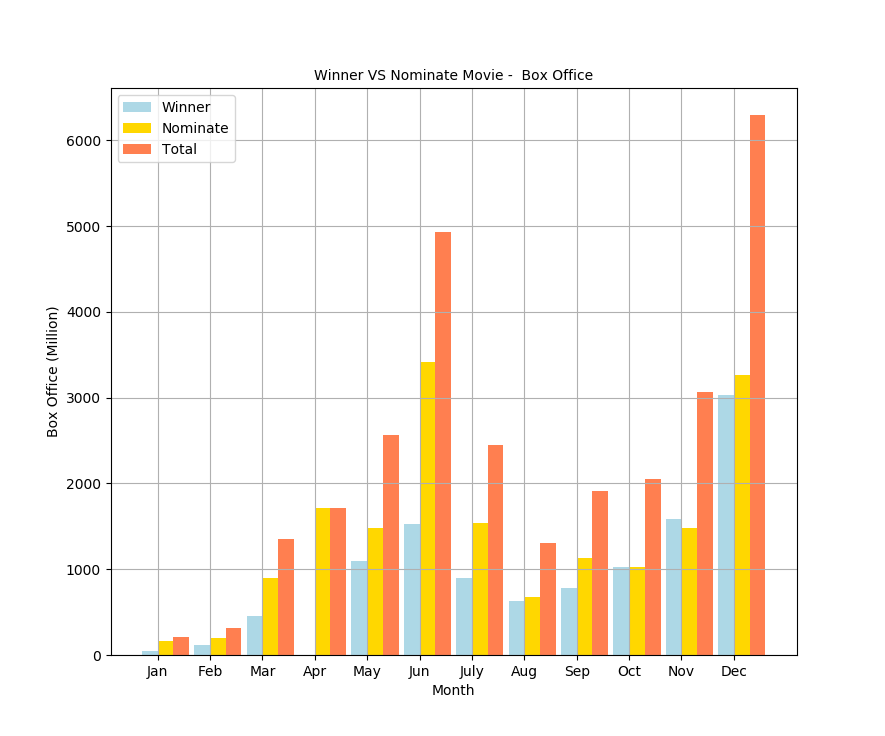 Winner VS Nominate Movie -  Box Office
Winner
Nominate
Total
6000
5000
4000
3000
2000
1000
0
Box Office (Million)
Jan Feb Mar Apr May Jun July Aug Sep Oct Nov Dec
Month